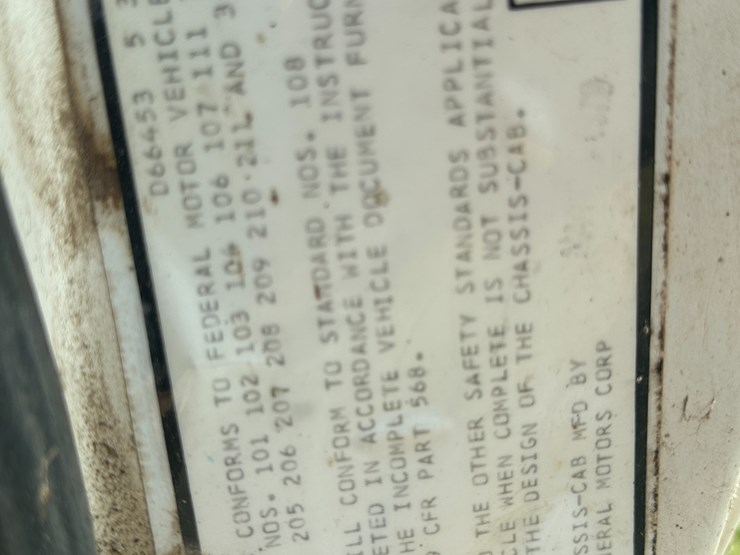 D66453 5 3
CONFORMS TO FEDERAL MOTOR VEHICLE
NOS. 101 102 103 104 106 107 111
205 206 207 208 209 210 211 AND 3
ILL CONFORM TO STANDARD NOS. 108
ETED IN ACCORDANCE WITH THE INSTRUC
HE INCOMPLETE VEHICLE DOCUMENT FURN
CFR PART 568.
THE OTHER SAFETY STANDARDS APPLICA
CLE WHEN COMPLETE IS NOT SUBSTANTIAL
THE DESIGN OF THE CHASSIS-CAB.
SSIS-CAB MFD BY
ERAL MOTORS CORP